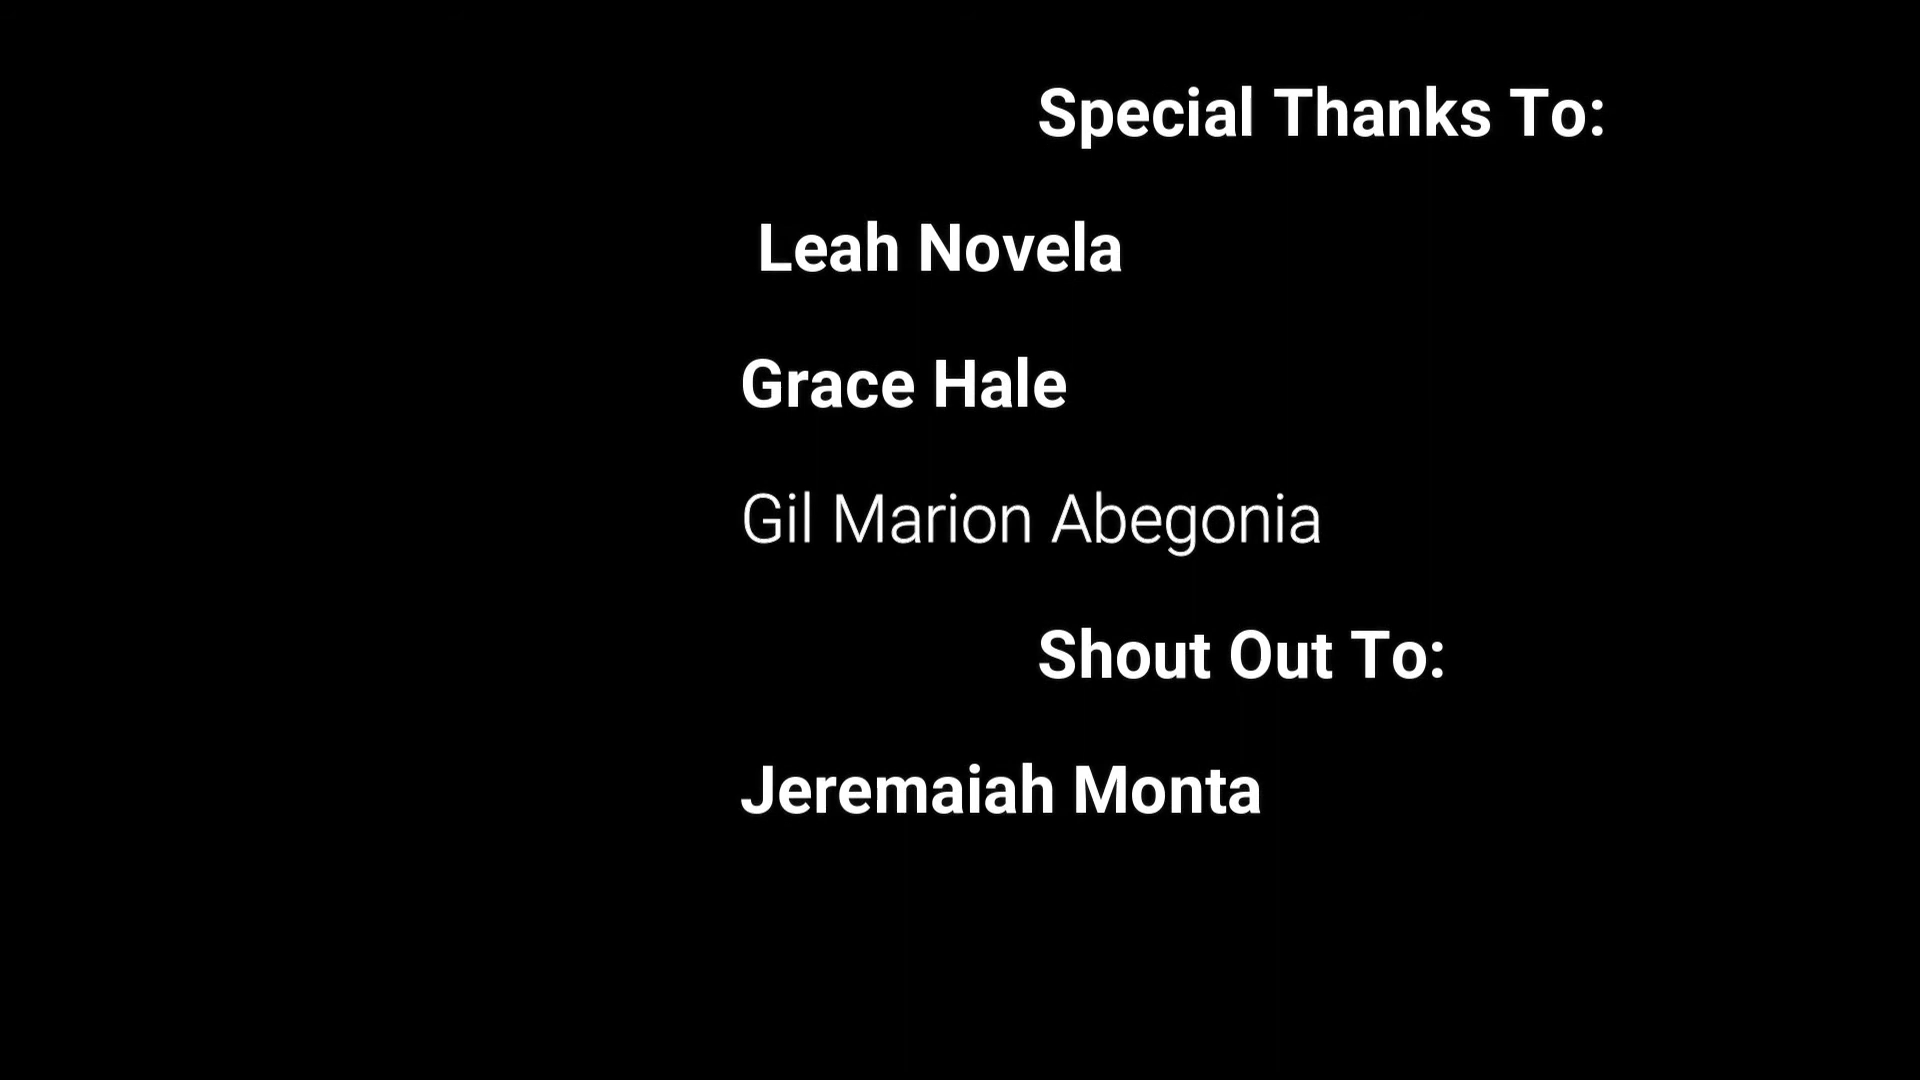 Special Thanks To:
Leah Novela
Grace Hale
Gil Marion Abegonia
Shout Out To:
Jeremaiah Monta